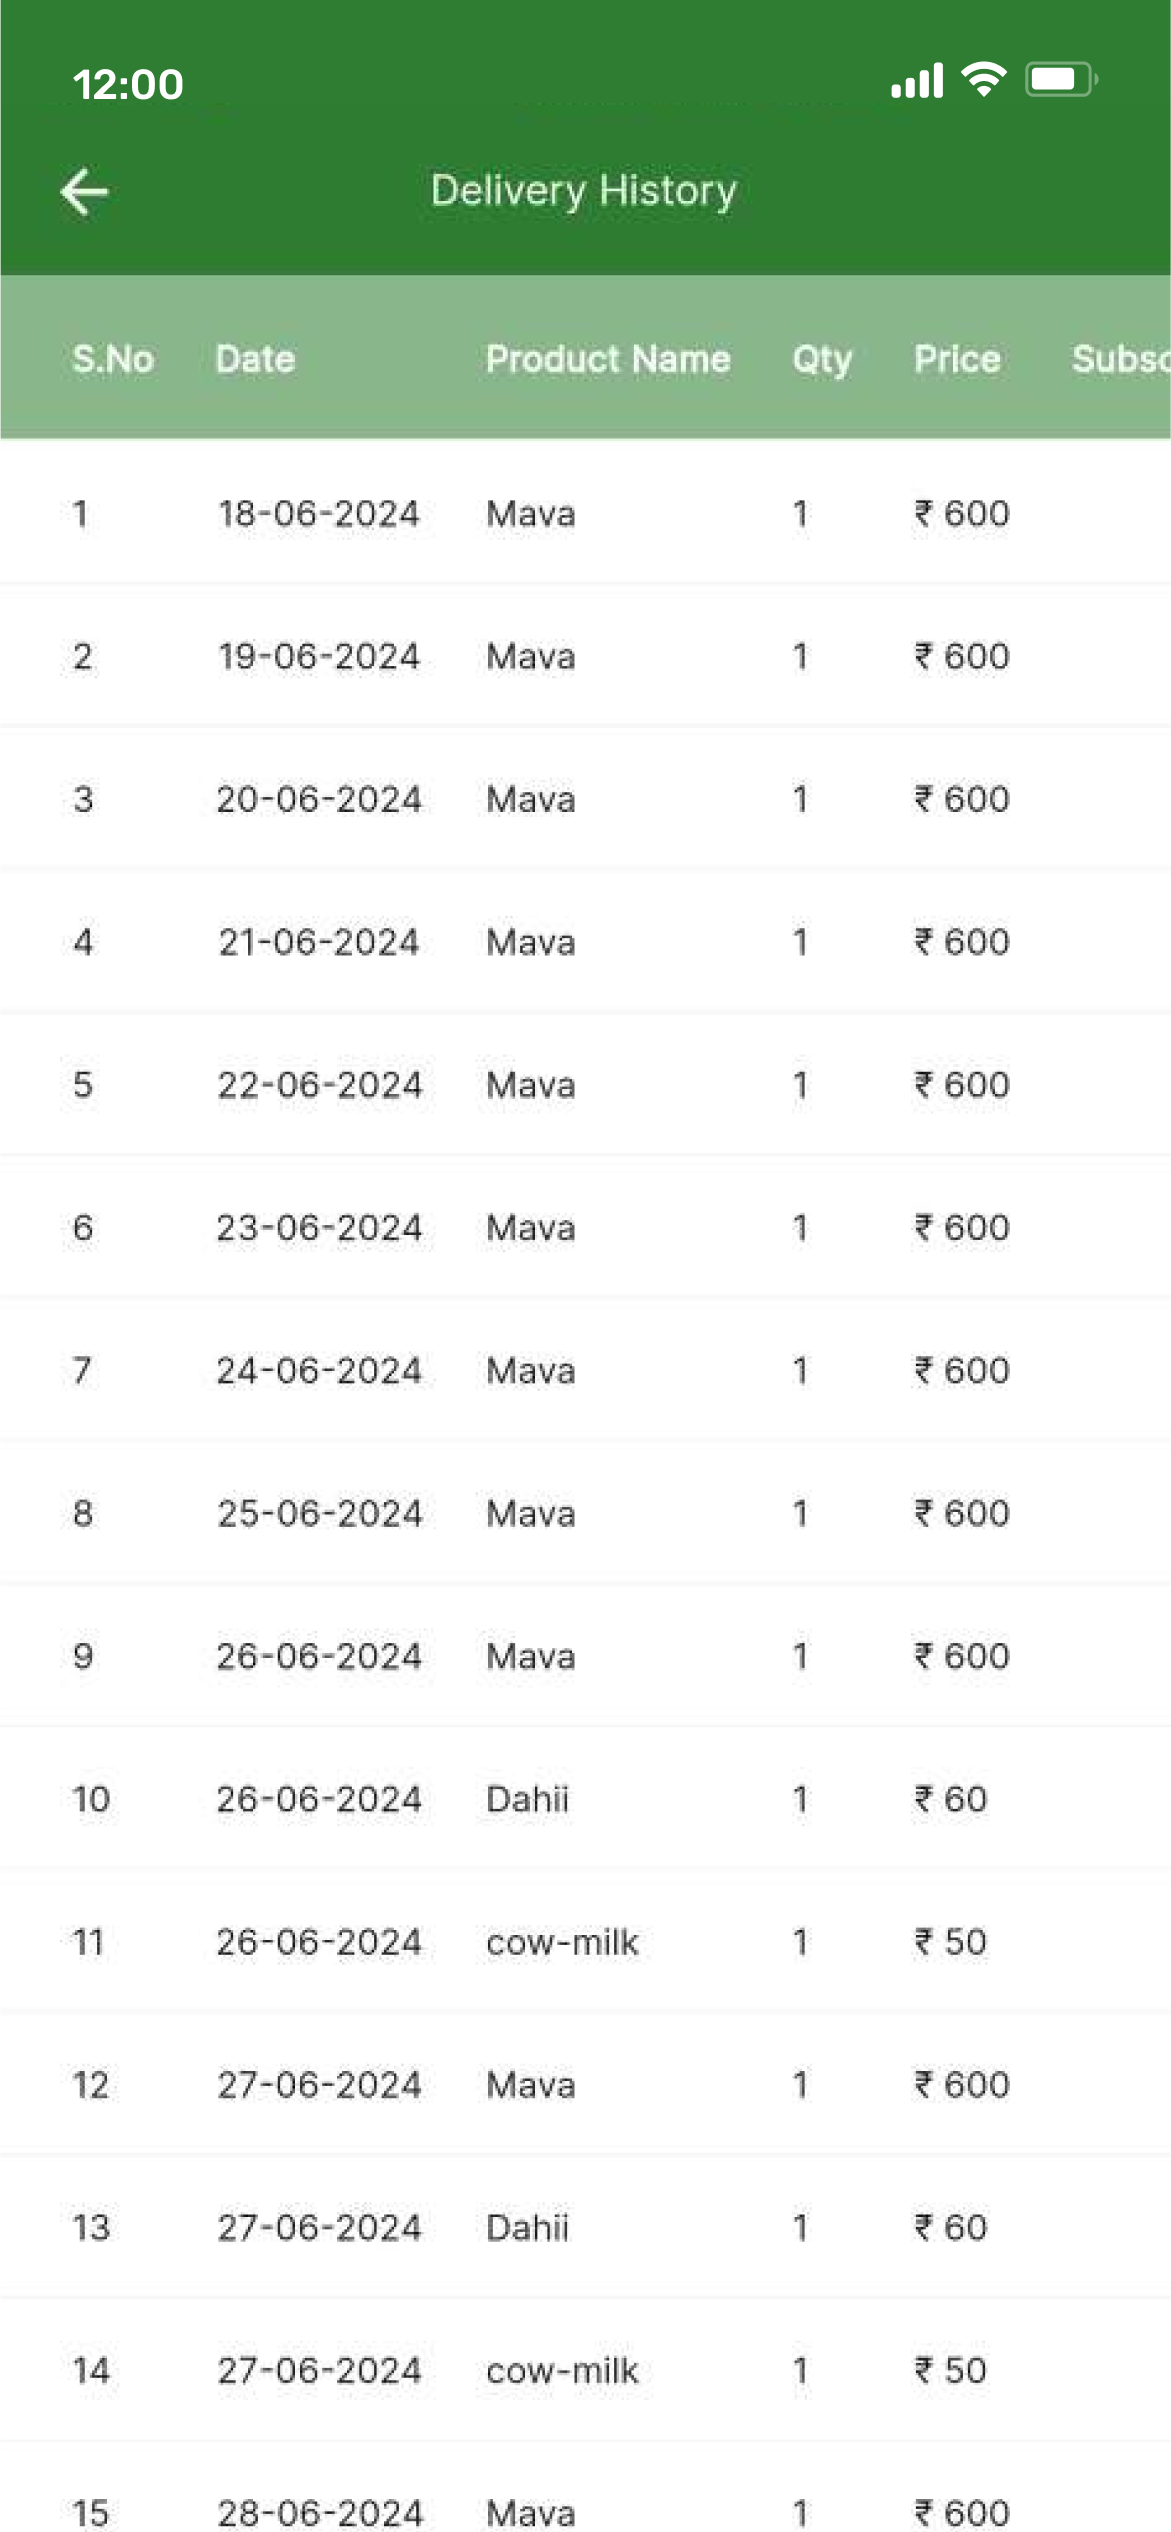 12:00
Delivery History
S.No Date Product Name Qty Price Subsc
1 18-06-2024 Mava 1 ₹ 600
2 19-06-2024 Mava 1 ₹ 600
3 20-06-2024 Mava 1 ₹ 600
4 21-06-2024 Mava 1 ₹ 600
5 22-06-2024 Mava 1 ₹ 600
6 23-06-2024 Mava 1 ₹ 600
7 24-06-2024 Mava 1 ₹ 600
8 25-06-2024 Mava 1 ₹ 600
9 26-06-2024 Mava 1 ₹ 600
10 26-06-2024 Dahii 1 ₹ 60
11 26-06-2024 cow-milk 1 ₹ 50
12 27-06-2024 Mava 1 ₹ 600
13 27-06-2024 Dahii 1 ₹ 60
14 27-06-2024 cow-milk 1 ₹ 50
15 28-06-2024 Mava 1 ₹ 600